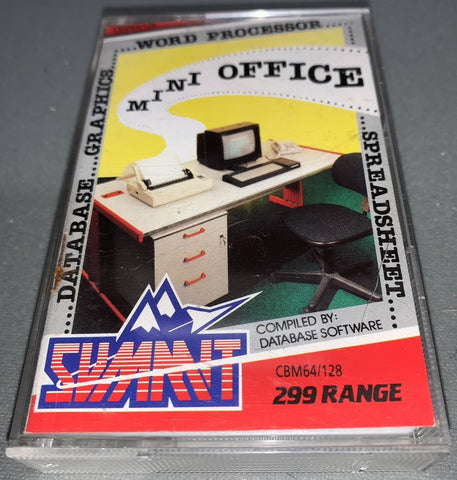 ....DATABASE....GRAPHICS....WORD PROCESSOR....SPREADSHEET....
MINI OFFICE
COMPILED BY:
DATABASE SOFTWARE
SUMMIT
CBM64/128
299 RANGE